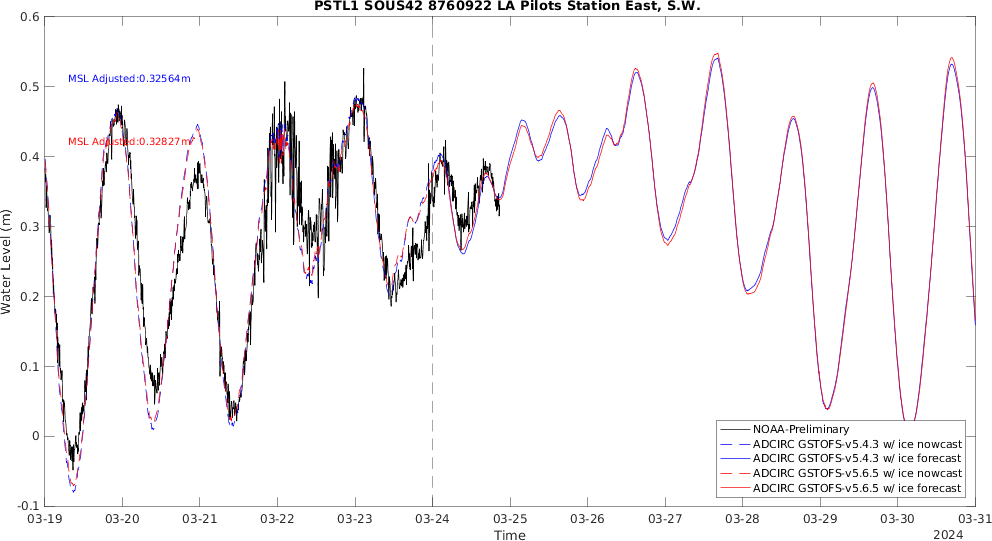 PSTL1 SOUS42 8760922 LA Pilots Station East, S.W.
0.6
0.5
0.4
0.3
0.2
0.1
0
-0.1
Water Level (m)
MSL Adjusted:0.32564m
MSL Adjusted:0.32827m
NOAA-Preliminary
ADCIRC GSTOFS-v5.4.3 w/ ice nowcast
ADCIRC GSTOFS-v5.4.3 w/ ice forecast
ADCIRC GSTOFS-v5.6.5 w/ ice nowcast
ADCIRC GSTOFS-v5.6.5 w/ ice forecast
03-19 03-20 03-21 03-22 03-23 03-24 03-25 03-26 03-27 03-28 03-29 03-30 03-31
Time
2024